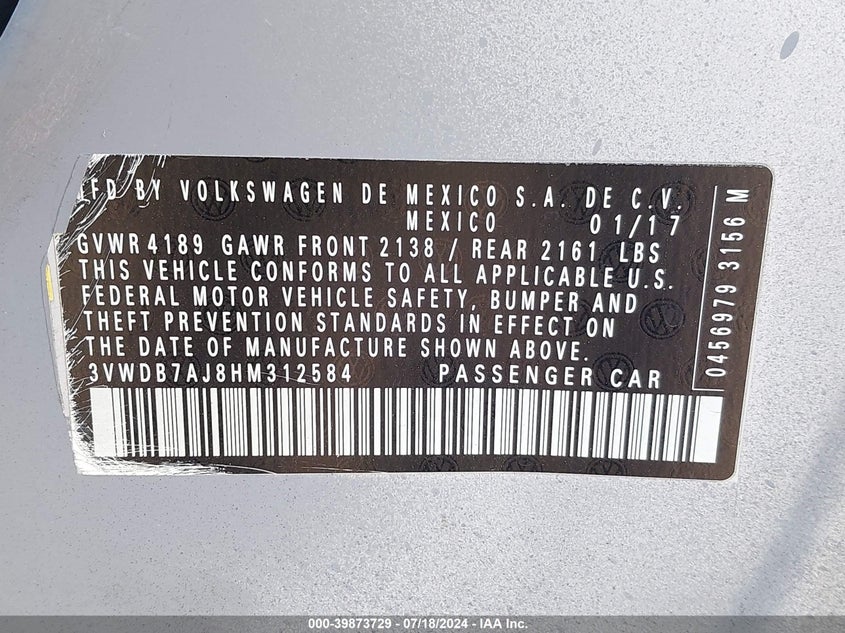 MFD BY VOLKSWAGEN DE MEXICO S.A. DE C.V.
MEXICO 01/17
GVWR 4189 GAWR FRONT 2138 / REAR 2161 LBS
THIS VEHICLE CONFORMS TO ALL APPLICABLE U.S.
FEDERAL MOTOR VEHICLE SAFETY, BUMPER AND
THEFT PREVENTION STANDARDS IN EFFECT ON
THE DATE OF MANUFACTURE SHOWN ABOVE.
3VWDB7AJ8HM312584 PASSENGER CAR
0456979 3156 M
000-39873729 - 07/18/2024 - IAA Inc.